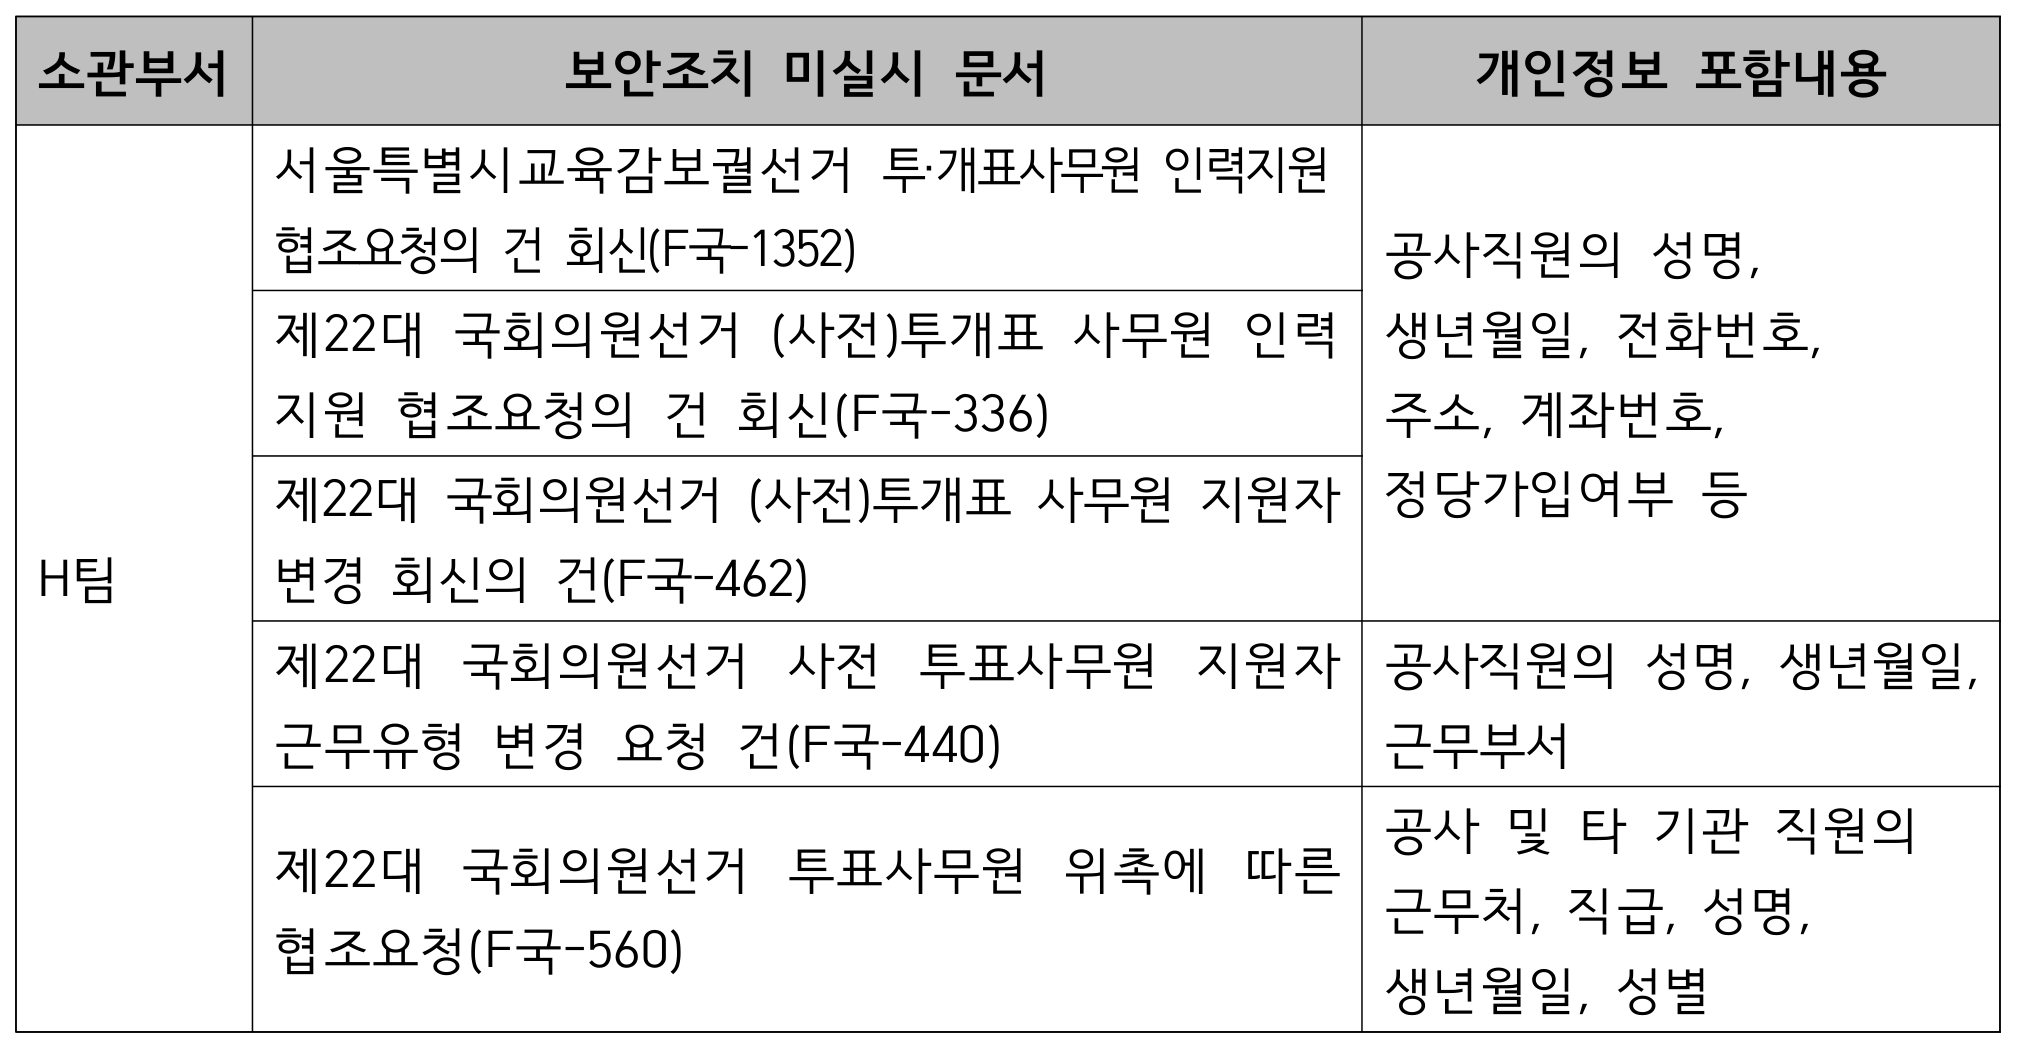 소관부서 보안조치 미실시 문서 개인정보 포함내용
H팀
서울특별시교육감보궐선거 투·개표사무원 인력지원
협조요청의 건 회신(F국-1352)
제22대 국회의원선거 (사전)투개표 사무원 인력
지원 협조요청의 건 회신(F국-336)
제22대 국회의원선거 (사전)투개표 사무원 지원자
변경 회신의 건(F국-462)
공사직원의 성명,
생년월일, 전화번호,
주소, 계좌번호,
정당가입여부 등
제22대 국회의원선거 사전 투표사무원 지원자
근무유형 변경 요청 건(F국-440)
공사직원의 성명, 생년월일,
근무부서
제22대 국회의원선거 투표사무원 위촉에 따른
협조요청(F국-560)
공사 및 타 기관 직원의
근무처, 직급, 성명,
생년월일, 성별